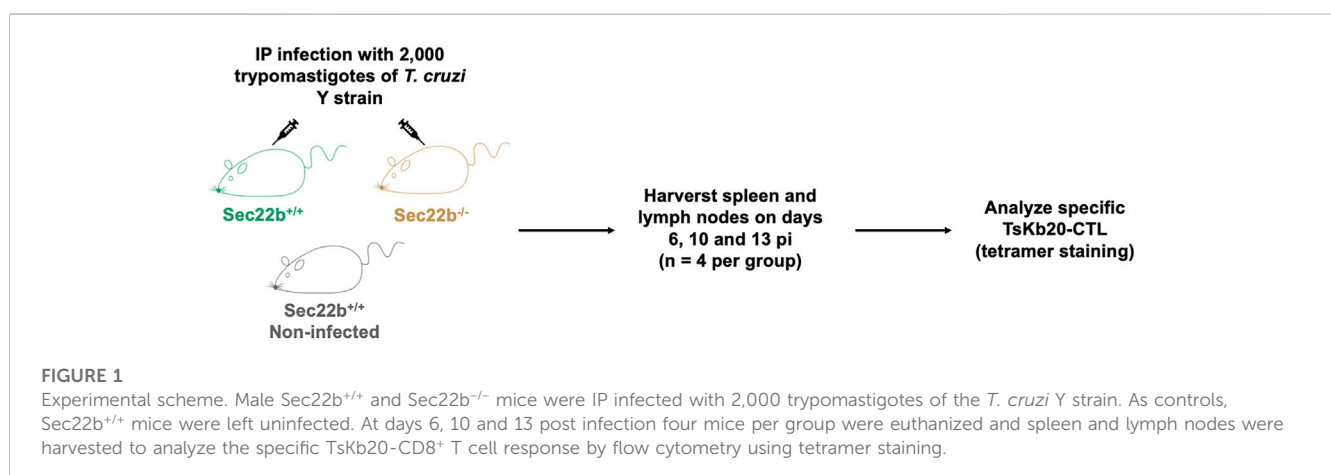 IP infection with 2,000
trypomastigotes of T. cruzi
Y strain
Sec22b+/+
Sec22b-/-
Sec22b+/+
Non-infected
Harverst spleen and
lymph nodes on days
6, 10 and 13 pi
(n = 4 per group)
Analyze specific
TsKb20-CTL
(tetramer staining)
FIGURE 1
Experimental scheme. Male Sec22b+/+ and Sec22b−/− mice were IP infected with 2,000 trypomastigotes of the T. cruzi Y strain. As controls,
Sec22b+/+ mice were left uninfected. At days 6, 10 and 13 post infection four mice per group were euthanized and spleen and lymph nodes were
harvested to analyze the specific TsKb20-CD8+ T cell response by flow cytometry using tetramer staining.